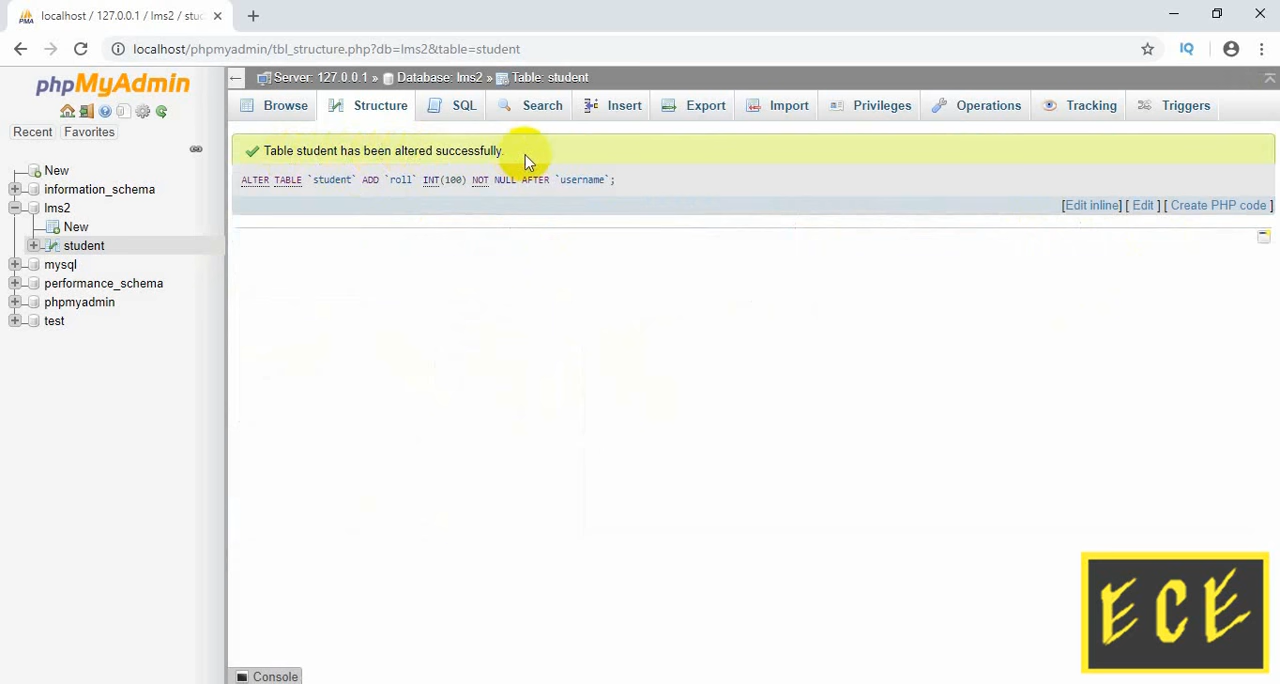 localhost / 127.0.0.1 / lms2 / stud
localhost/phpmyadmin/tbl_structure.php?db=lms2&table=student
phpMyAdmin
Recent
Favorites
New
information_schema
lms2
New
student
mysql
performance_schema
phpmyadmin
test
Server: 127.0.0.1 » Database: lms2 » Table: student
Browse
Structure
SQL
Search
Insert
Export
Import
Privileges
Operations
Tracking
Triggers
Table student has been altered successfully.
ALTER TABLE `student` ADD `roll` INT(100) NOT NULL AFTER `username`;
[Edit inline] [ Edit ] [ Create PHP code ]
Console
ECE